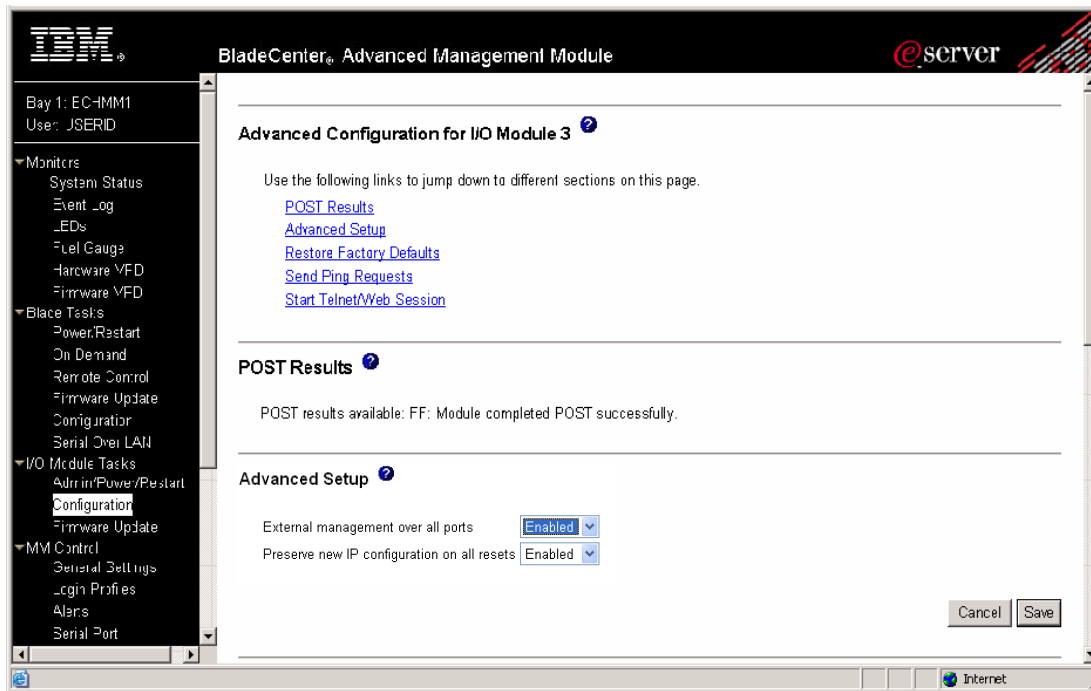 IBM®
BladeCenter® Advanced Management Module
eserver
Bay 1: ECHMM1
User: USERID
Monitors
System Status
Event Log
LEDs
Fuel Gauge
Hardware VPD
Firmware VPD
Blade Tasks
Power/Restart
On Demand
Remote Control
Firmware Update
Configuration
Serial Over LAN
I/O Module Tasks
Admin/Power/Restart
Configuration
Firmware Update
MM Control
General Settings
Login Profiles
Alerts
Serial Port
Advanced Configuration for I/O Module 3 ?
Use the following links to jump down to different sections on this page.
POST Results
Advanced Setup
Restore Factory Defaults
Send Ping Requests
Start Telnet/Web Session
POST Results ?
POST results available: FF: Module completed POST successfully.
Advanced Setup ?
External management over all ports Enabled
Preserve new IP configuration on all resets Enabled
Cancel Save
Internet